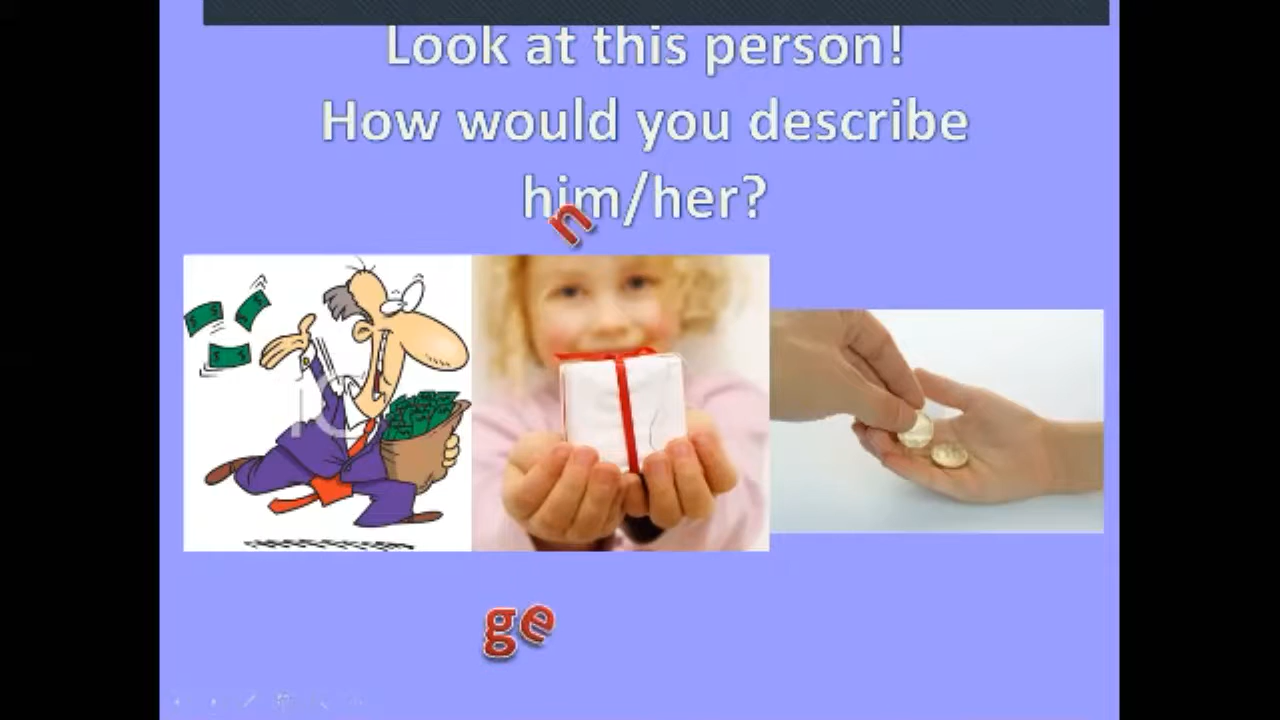 Look at this person!
How would you describe
him/her?
n
ge